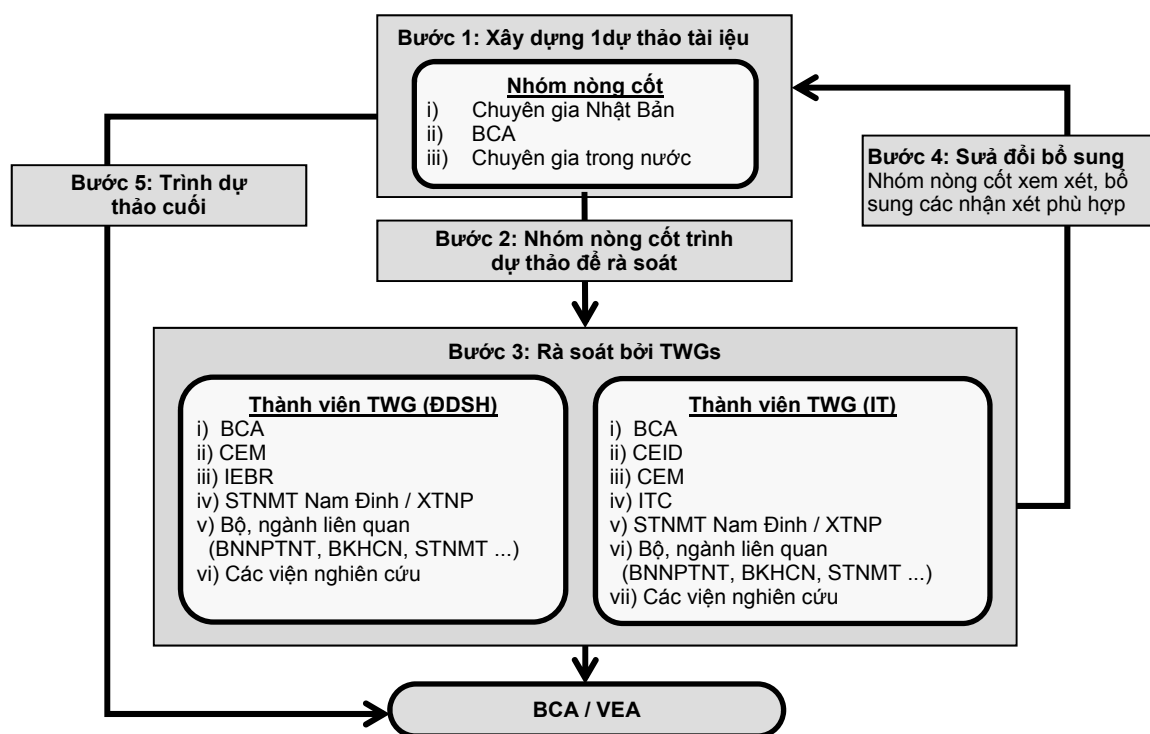 Bước 1: Xây dựng 1dự thảo tài iệu
Nhóm nòng cốt
i) Chuyên gia Nhật Bản
ii) BCA
iii) Chuyên gia trong nước
Bước 5: Trình dự
thảo cuối
Bước 4: Sưả đổi bổ sung
Nhóm nòng cốt xem xét, bổ
sung các nhận xét phù hợp
Bước 2: Nhóm nòng cốt trình
dự thảo để rà soát
Bước 3: Rà soát bởi TWGs
Thành viên TWG (ĐDSH)
i) BCA
ii) CEM
iii) IEBR
iv) STNMT Nam Đinh / XTNP
v) Bộ, ngành liên quan
(BNNPTNT, BKHCN, STNMT ...)
vi) Các viện nghiên cứu
Thành viên TWG (IT)
i) BCA
ii) CEID
iii) CEM
iv) ITC
v) STNMT Nam Đinh / XTNP
vi) Bộ, ngành liên quan
(BNNPTNT, BKHCN, STNMT ...)
vii) Các viện nghiên cứu
BCA / VEA